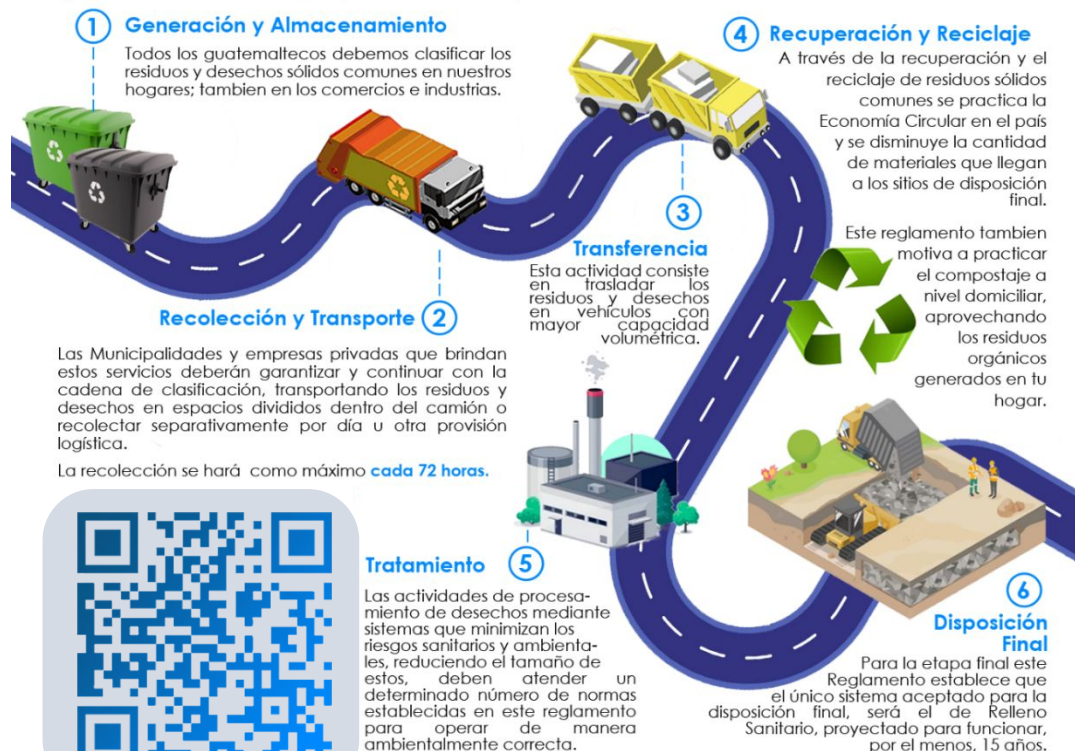 1 Generación y Almacenamiento
Todos los guatemaltecos debemos clasificar los
residuos y desechos sólidos comunes en nuestros
hogares; tambien en los comercios e industrias.
Recolección y Transporte 2
Las Municipalidades y empresas privadas que brindan
estos servicios deberán garantizar y continuar con la
cadena de clasificación, transportando los residuos y
desechos en espacios divididos dentro del camión o
recolectar separativamente por día u otra provisión
logística.
La recolección se hará como máximo cada 72 horas.
3
Transferencia
Esta actividad consiste
en trasladar los
residuos y desechos
en vehículos con
mayor capacidad
volumétrica.
4 Recuperación y Reciclaje
A través de la recuperación y el
reciclaje de residuos sólidos
comunes se practica la
Economía Circular en el país
y se disminuye la cantidad
de materiales que llegan
a los sitios de disposición
final.
Este reglamento tambien
motiva a practicar
el compostaje a
nivel domiciliar,
aprovechando
los residuos
orgánicos
generados en tu
hogar.
Tratamiento 5
Las actividades de procesa-
miento de desechos mediante
sistemas que minimizan los
riesgos sanitarios y ambienta-
les, reduciendo el tamaño de
estos, deben atender un
determinado número de normas
establecidas en este reglamento
para operar de manera
ambientalmente correcta.
6
Disposición
Final
Para la etapa final este
Reglamento establece que
el único sistema aceptado para la
disposición final, será el de Relleno
Sanitario, proyectado para funcionar,
por el menos, 15 años.